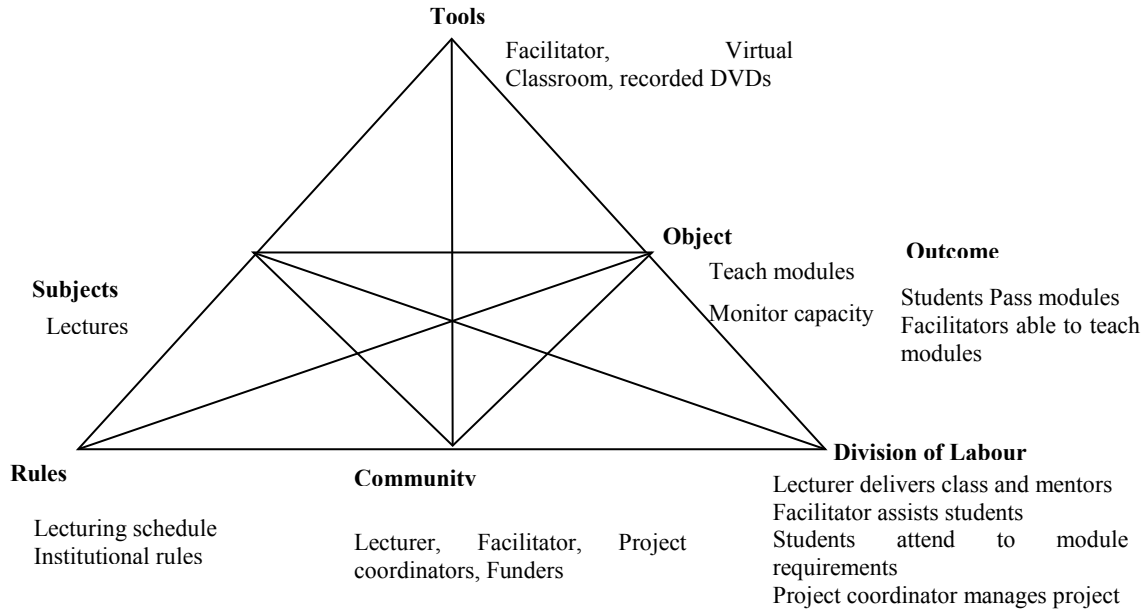 Tools
Facilitator, Virtual
Classroom, recorded DVDs
Object
Teach modules
Monitor capacity
Outcome
Students Pass modules
Facilitators able to teach
modules
Subjects
Lectures
Rules
Lecturing schedule
Institutional rules
Community
Lecturer, Facilitator, Project
coordinators, Funders
Division of Labour
Lecturer delivers class and mentors
Facilitator assists students
Students attend to module
requirements
Project coordinator manages project